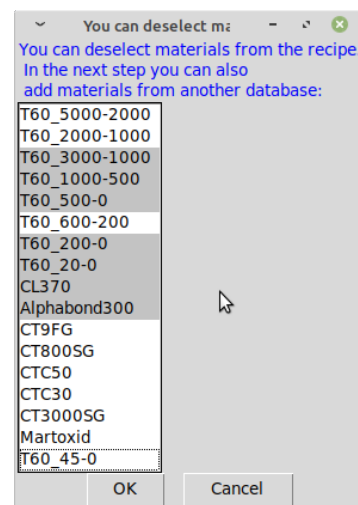 You can deselect ma
You can deselect materials from the recipe.
In the next step you can also
add materials from another database:
T60_5000-2000
T60_2000-1000
T60_3000-1000
T60_1000-500
T60_500-0
T60_600-200
T60_200-0
T60_20-0
CL370
Alphabond300
CT9FG
CT800SG
CTC50
CTC30
CT3000SG
Martoxid
T60_45-0
OK Cancel